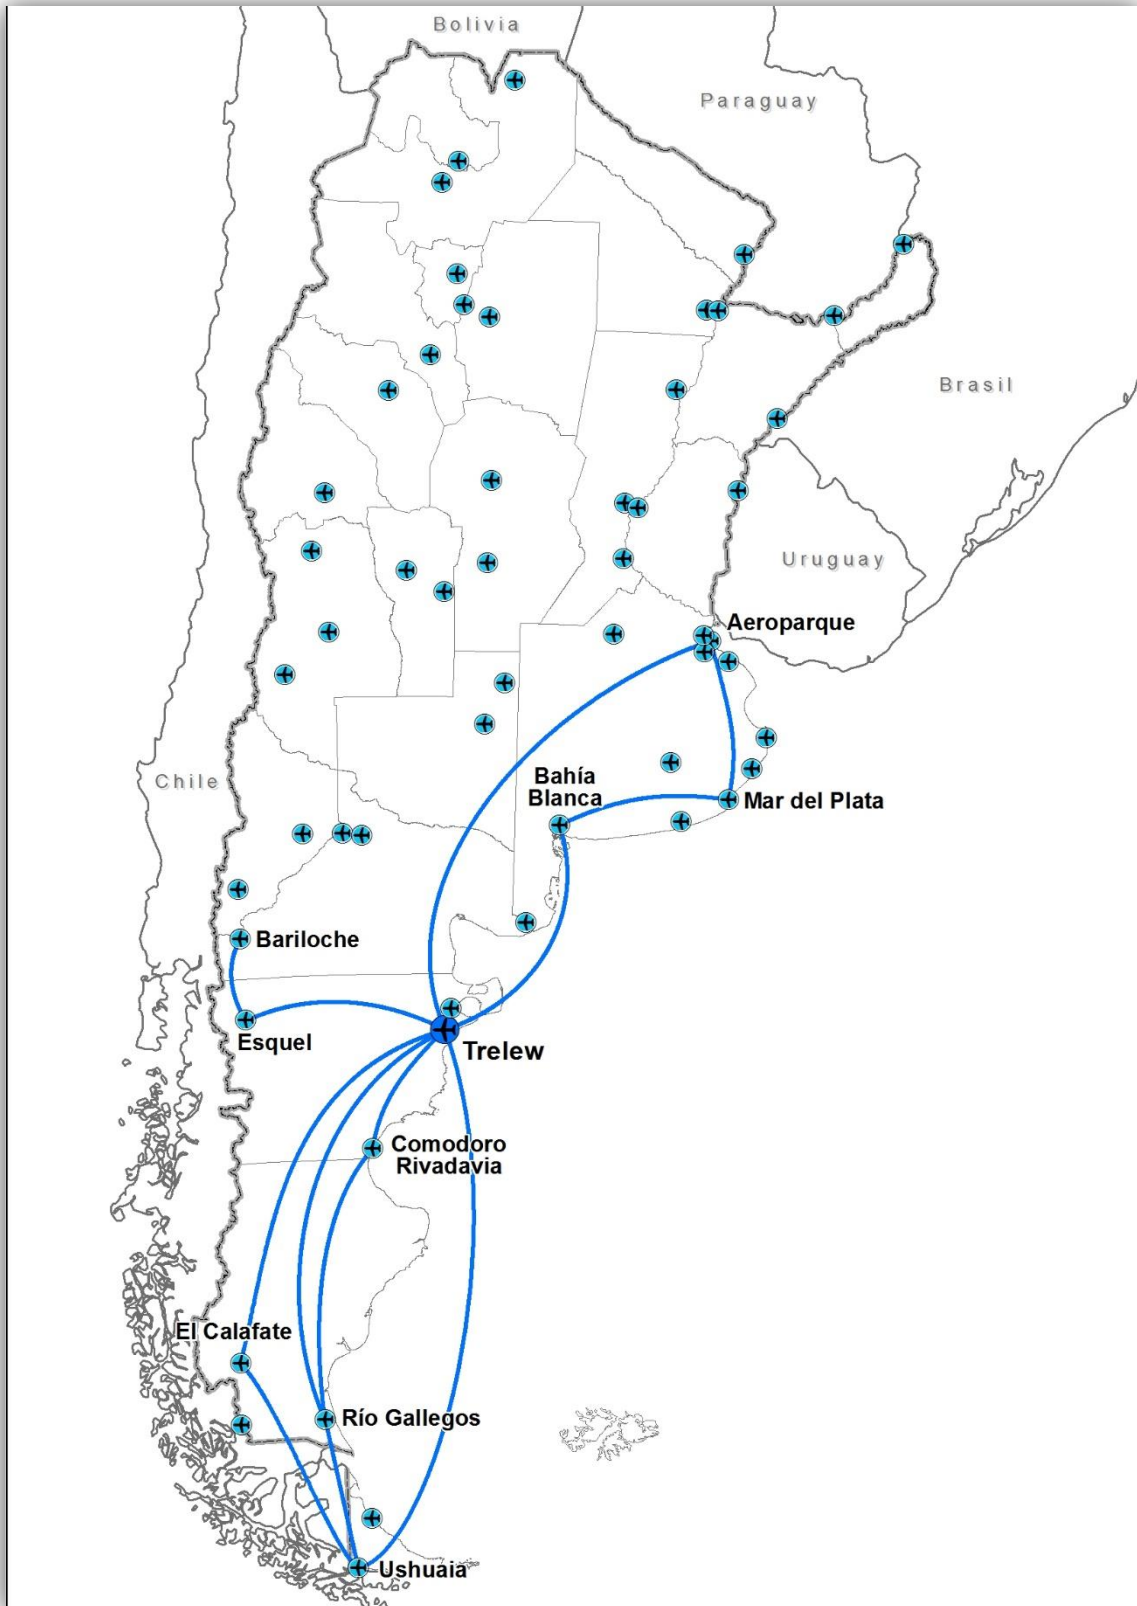 Bolivia
Paraguay
Brasil
Uruguay
Aeroparque
Chile
Bahía
Blanca
Mar del Plata
Bariloche
Esquel
Trelew
Comodoro
Rivadavia
El Calafate
Río Gallegos
Ushuaia